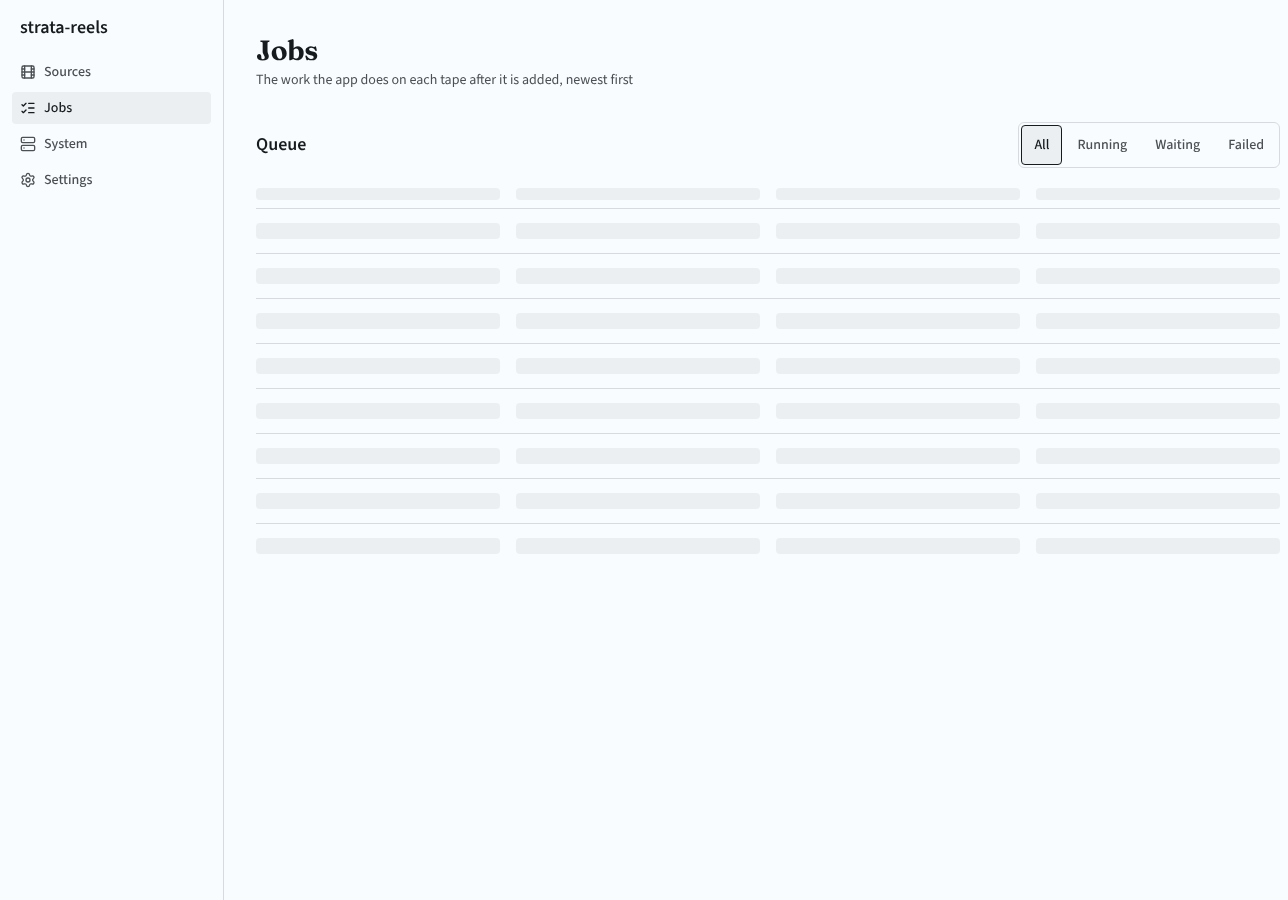 strata-reels
Sources
Jobs
System
Settings
Jobs
The work the app does on each tape after it is added, newest first
Queue
All
Running
Waiting
Failed